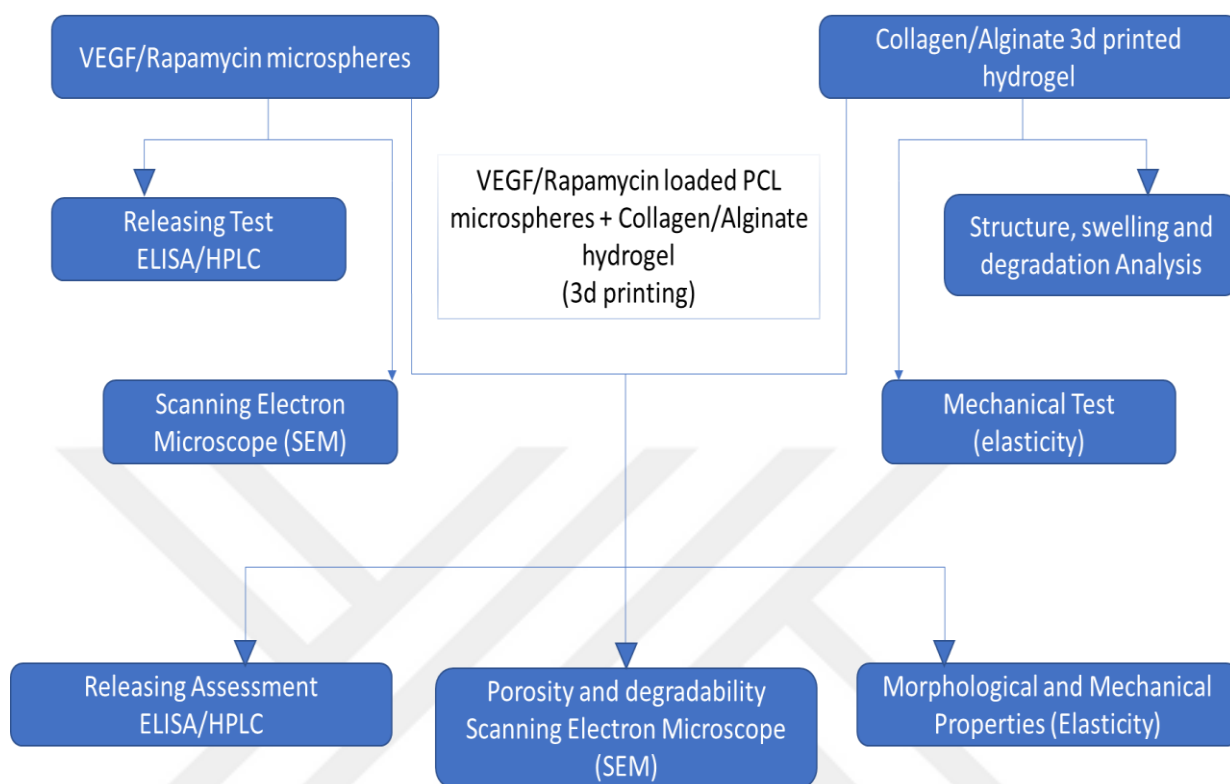 VEGF/Rapamycin microspheres
Collagen/Alginate 3d printed
hydrogel
VEGF/Rapamycin loaded PCL
microspheres + Collagen/Alginate
hydrogel
(3d printing)
Releasing Test
ELISA/HPLC
Structure, swelling and
degradation Analysis
Scanning Electron
Microscope (SEM)
Mechanical Test
(elasticity)
Releasing Assessment
ELISA/HPLC
Porosity and degradability
Scanning Electron Microscope
(SEM)
Morphological and Mechanical
Properties (Elasticity)